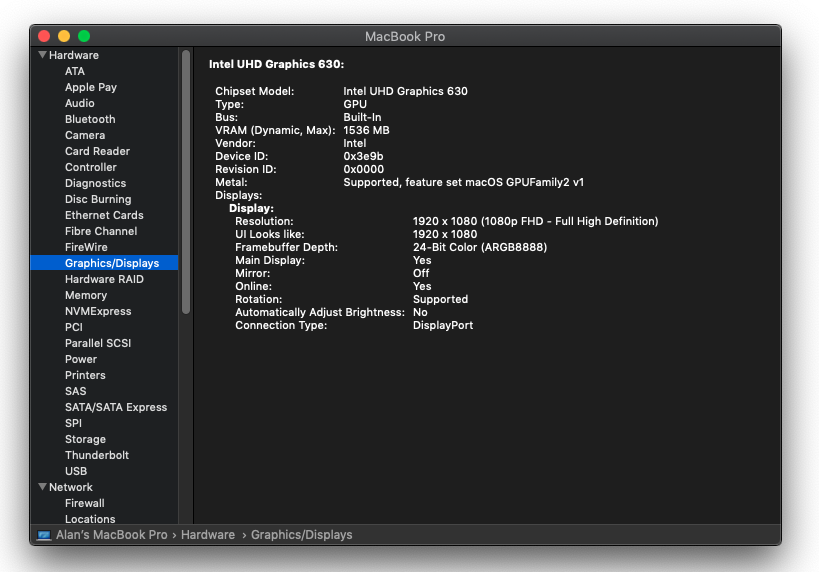 MacBook Pro
Hardware
ATA
Apple Pay
Audio
Bluetooth
Camera
Card Reader
Controller
Diagnostics
Disc Burning
Ethernet Cards
Fibre Channel
FireWire
Graphics/Displays
Hardware RAID
Memory
NVMExpress
PCI
Parallel SCSI
Power
Printers
SAS
SATA/SATA Express
SPI
Storage
Thunderbolt
USB
Network
Firewall
Locations
Intel UHD Graphics 630:
Chipset Model: Intel UHD Graphics 630
Type: GPU
Bus: Built-In
VRAM (Dynamic, Max): 1536 MB
Vendor: Intel
Device ID: 0x3e9b
Revision ID: 0x0000
Metal: Supported, feature set macOS GPUFamily2 v1
Displays:
Display:
Resolution: 1920 x 1080 (1080p FHD - Full High Definition)
UI Looks like: 1920 x 1080
Framebuffer Depth: 24-Bit Color (ARGB8888)
Main Display: Yes
Mirror: Off
Online: Yes
Rotation: Supported
Automatically Adjust Brightness: No
Connection Type: DisplayPort
Alan's MacBook Pro › Hardware › Graphics/Displays